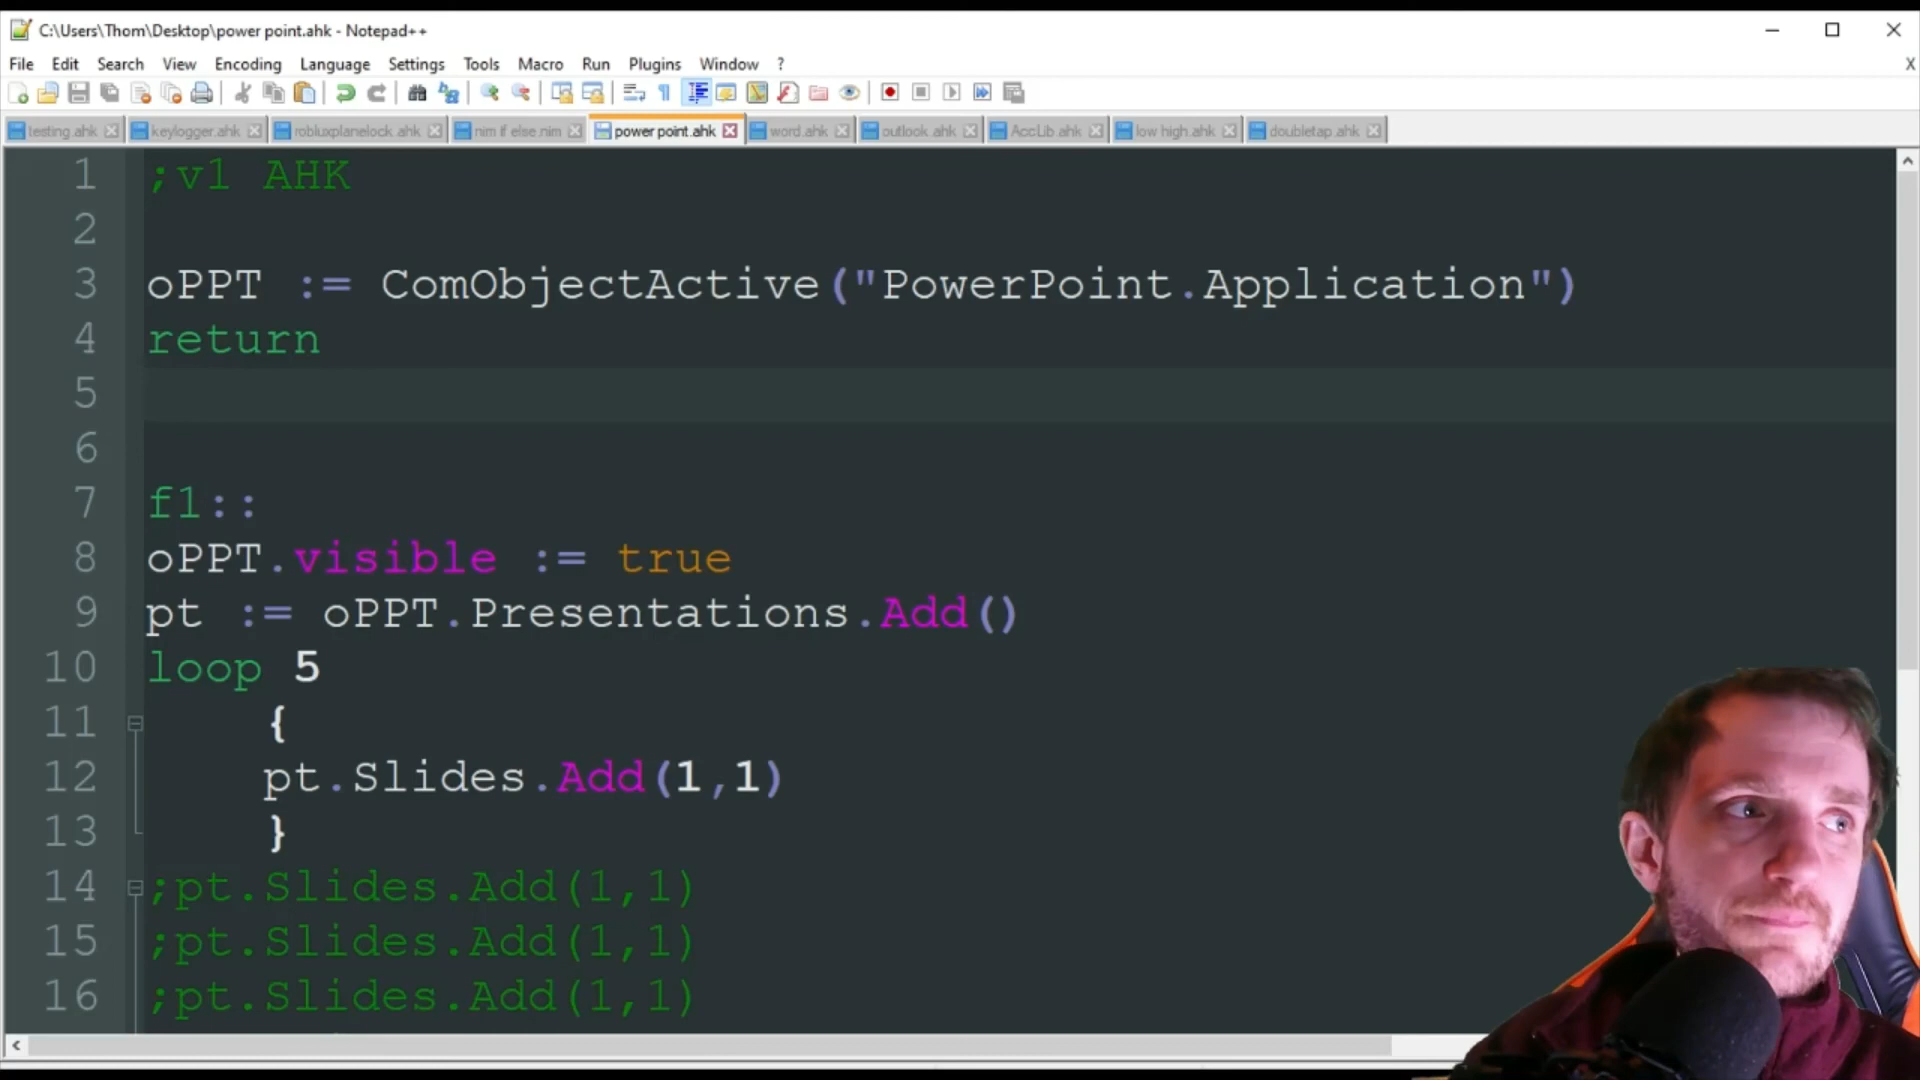 C:\Users\Thom\Desktop\power point.ahk - Notepad++
File Edit Search View Encoding Language Settings Tools Macro Run Plugins Window ? X
testing.ahk keylogger.ahk robluxplanelock.ahk nim if else.nim power point.ahk word.ahk outlook.ahk AccLib.ahk low high.ahk doubletap.ahk
1 ;v1 AHK
2
3 oPPT := ComObjectActive("PowerPoint.Application")
4 return
5
6
7 f1::
8 oPPT.visible := true
9 pt := oPPT.Presentations.Add()
10 loop 5
11 {
12 pt.Slides.Add(1,1)
13 }
14 ;pt.Slides.Add(1,1)
15 ;pt.Slides.Add(1,1)
16 ;pt.Slides.Add(1,1)